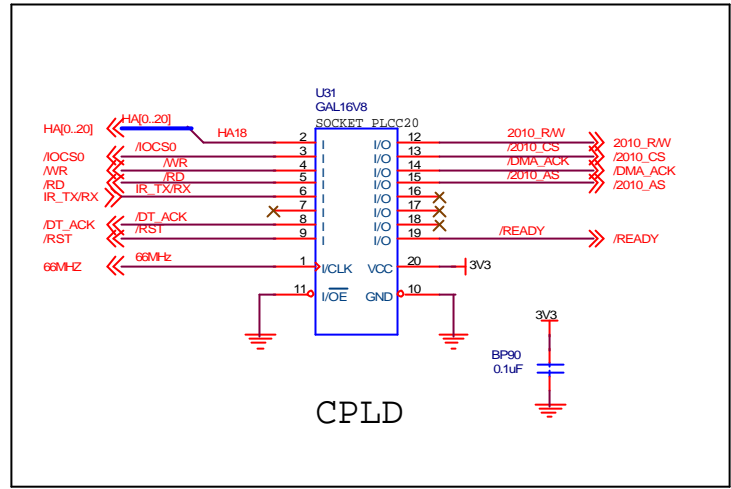 U31
GAL16V8
SOCKET PLCC20
HA[0..20] HA[0..20] HA18 2 I I/O 12 2010_R/W 2010_R/W
/IOCS0 /IOCS0 3 I I/O 13 /2010_CS /2010_CS
/WR /WR 4 I I/O 14 /DMA_ACK /DMA_ACK
/RD /RD 5 I I/O 15 /2010_AS /2010_AS
IR_TX/RX IR_TX/RX 6 I I/O 16
7 I I/O 17
/DT_ACK /DT_ACK 8 I I/O 18
/RST /RST 9 I I/O 19 /READY /READY
66MHZ 66MHz 1 I/CLK VCC 20 3V3
11 I/OE GND 10
3V3
BP90
0.1uF
CPLD